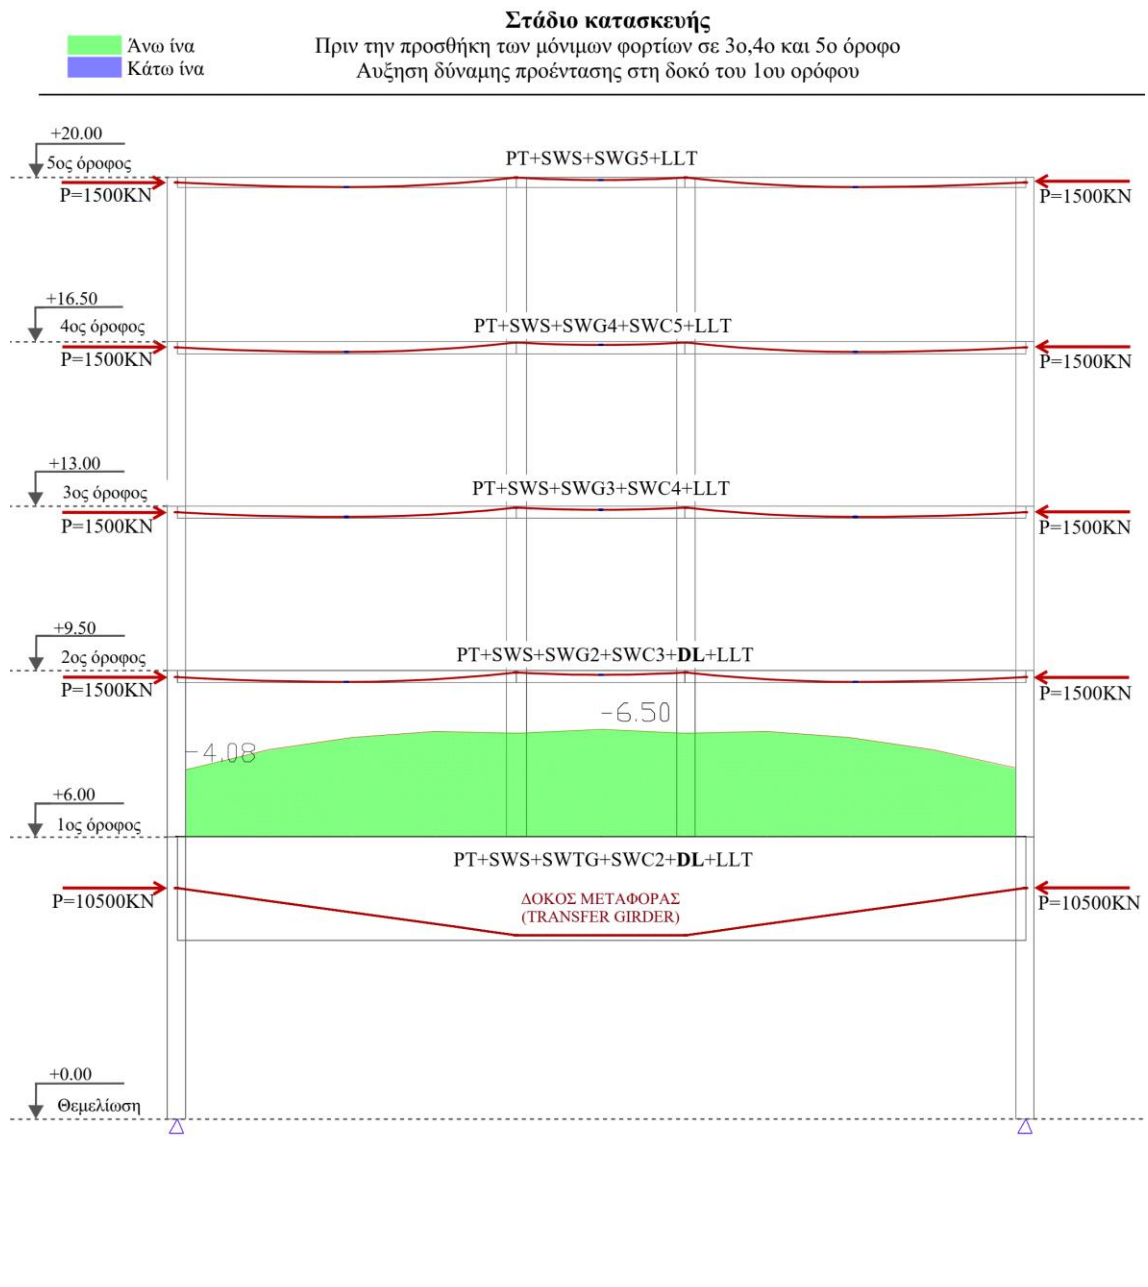 Στάδιο κατασκευής
Άνω ίνα
Πριν την προσθήκη των μόνιμων φορτίων σε 3ο,4ο και 5ο όροφο
Κάτω ίνα
Αυξηση δύναμης προέντασης στη δοκό του 1ου ορόφου
+20.00
5ος όροφος
PT+SWS+SWG5+LLT
P=1500KN
P=1500KN
+16.50
4ος όροφος
PT+SWS+SWG4+SWC5+LLT
P=1500KN
P=1500KN
+13.00
3ος όροφος
PT+SWS+SWG3+SWC4+LLT
P=1500KN
P=1500KN
+9.50
2ος όροφος
PT+SWS+SWG2+SWC3+DL+LLT
P=1500KN
P=1500KN
-6.50
-4.08
+6.00
1ος όροφος
PT+SWS+SWTG+SWC2+DL+LLT
P=10500KN
ΔΟΚΟΣ ΜΕΤΑΦΟΡΑΣ
(TRANSFER GIRDER)
P=10500KN
+0.00
Θεμελίωση